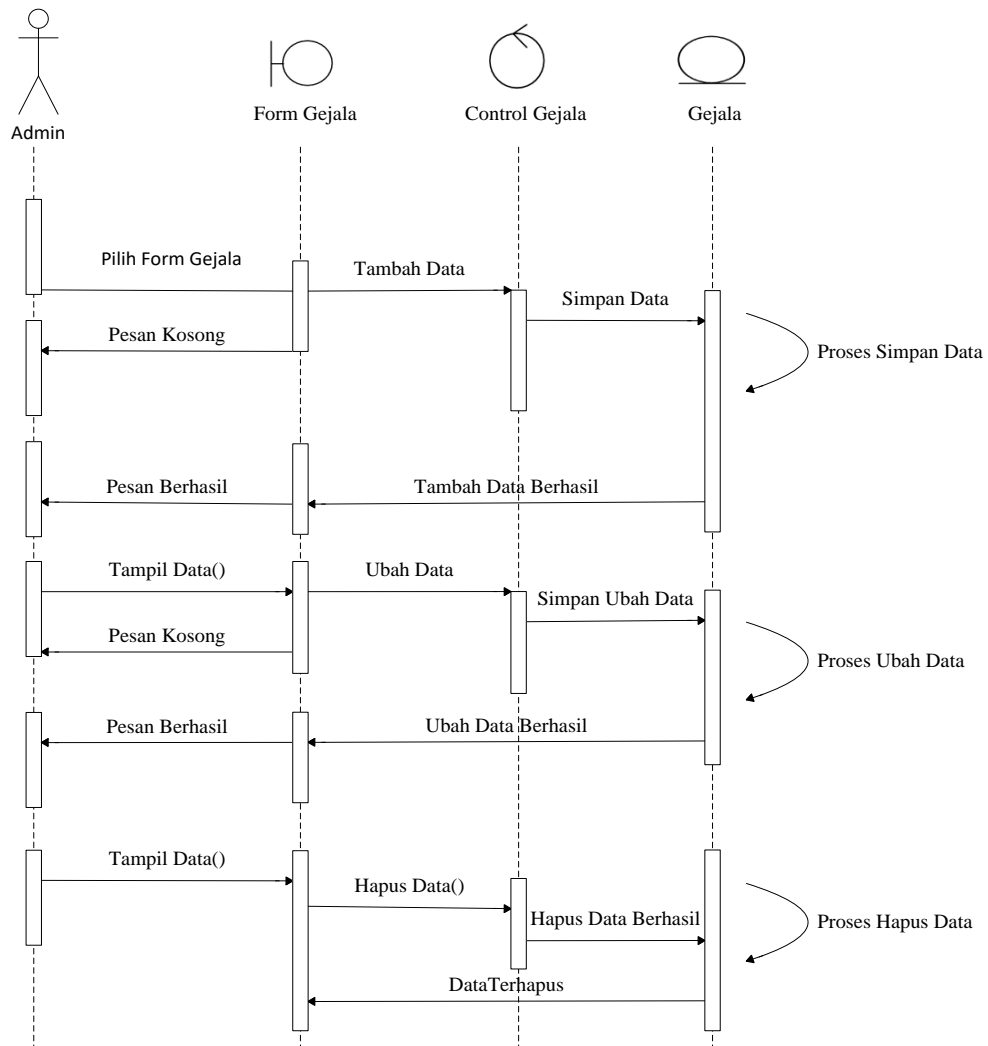 Admin
Form Gejala
Control Gejala
Gejala
Pilih Form Gejala
Tambah Data
Simpan Data
Pesan Kosong
Proses Simpan Data
Pesan Berhasil
Tambah Data Berhasil
Tampil Data()
Ubah Data
Simpan Ubah Data
Pesan Kosong
Proses Ubah Data
Pesan Berhasil
Ubah Data Berhasil
Tampil Data()
Hapus Data()
Hapus Data Berhasil
Proses Hapus Data
DataTerhapus